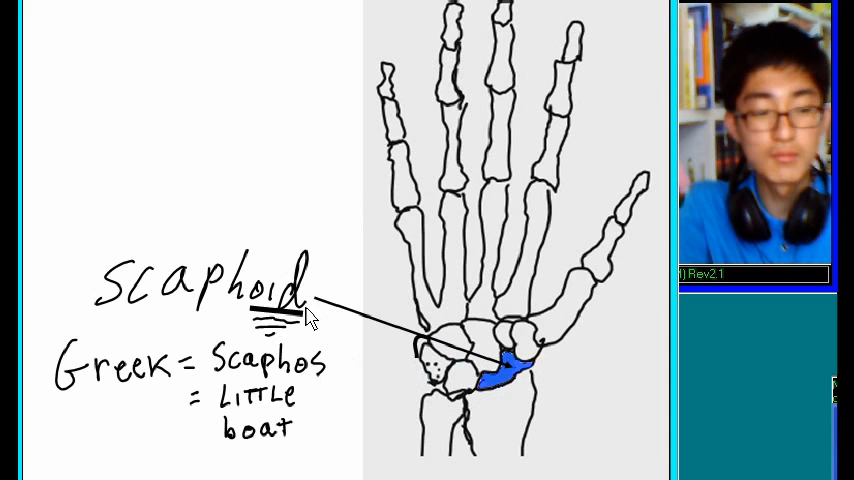 scaphoid
Greek = Scaphos
= LITTLE
boat
) Rev2.1